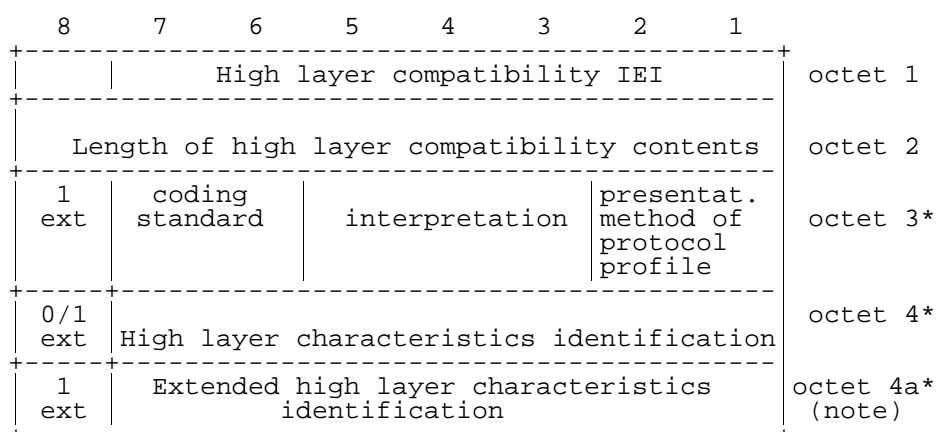 8 7 6 5 4 3 2 1
High layer compatibility IEI octet 1
Length of high layer compatibility contents octet 2
1 coding presentat.
ext standard interpretation method of octet 3*
protocol
profile
0/1 octet 4*
ext High layer characteristics identification
1 Extended high layer characteristics octet 4a*
ext identification (note)